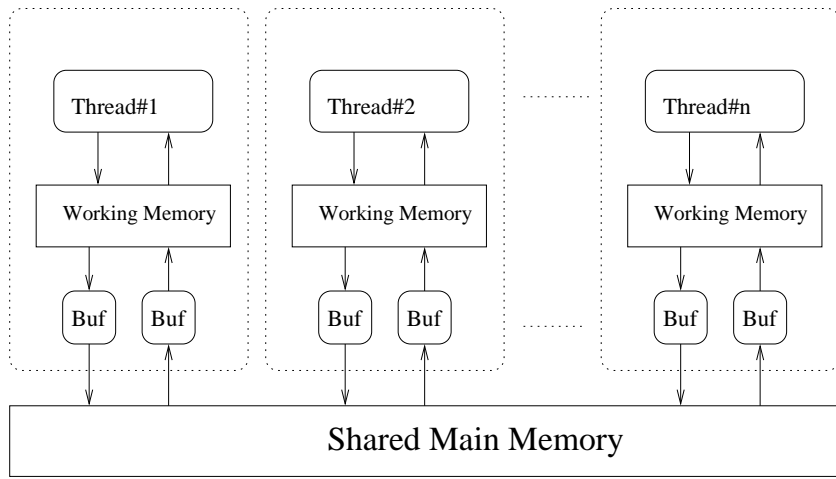 Thread#1
Thread#2
Thread#n
Working Memory
Working Memory
Working Memory
Buf
Buf
Buf
Buf
Buf
Buf
Shared Main Memory